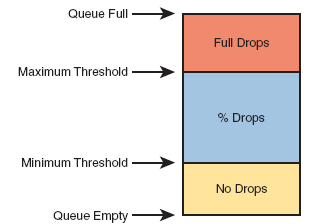 Queue Full
Full Drops
Maximum Threshold
% Drops
Minimum Threshold
No Drops
Queue Empty